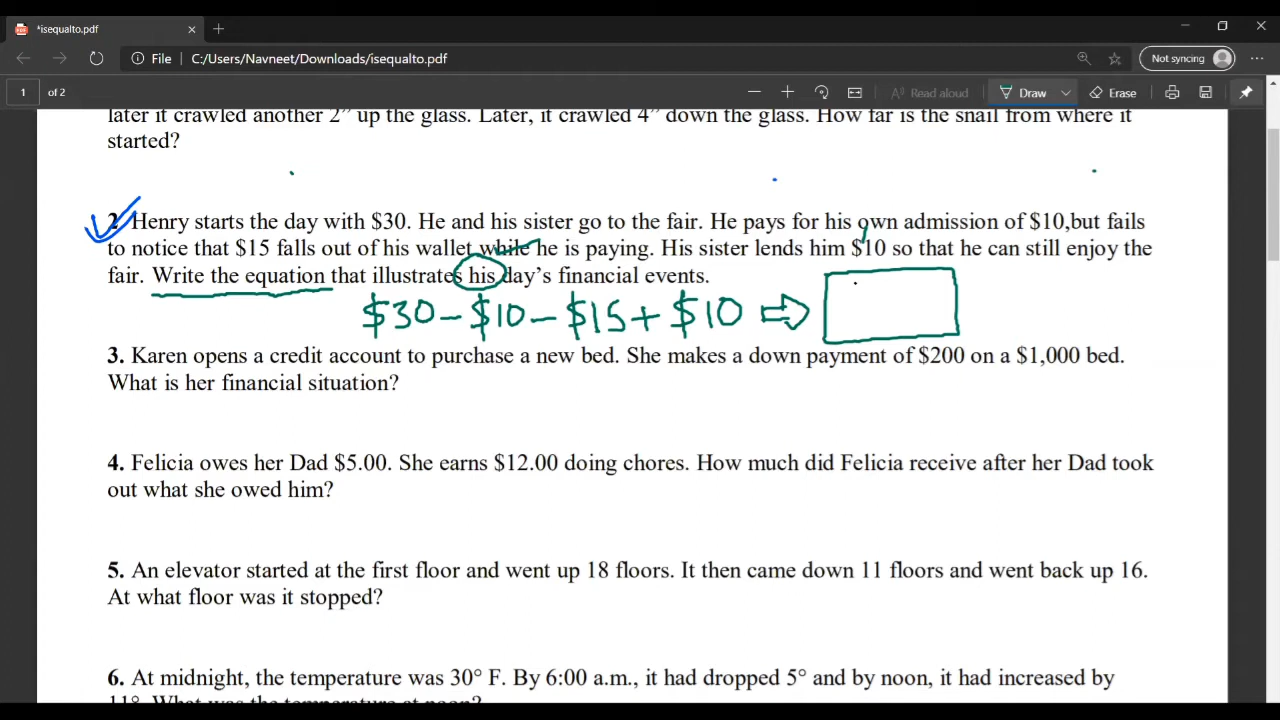 *isequalto.pdf
File C:/Users/Navneet/Downloads/isequalto.pdf Not syncing
1 of 2 Read aloud Draw Erase
later it crawled another 2” up the glass. Later, it crawled 4” down the glass. How far is the snail from where it
started?
2. Henry starts the day with $30. He and his sister go to the fair. He pays for his own admission of $10,but fails
to notice that $15 falls out of his wallet while he is paying. His sister lends him $10 so that he can still enjoy the
fair. Write the equation that illustrates his day’s financial events.
$30 - $10 - $15 + $10 ⇨
3. Karen opens a credit account to purchase a new bed. She makes a down payment of $200 on a $1,000 bed.
What is her financial situation?
4. Felicia owes her Dad $5.00. She earns $12.00 doing chores. How much did Felicia receive after her Dad took
out what she owed him?
5. An elevator started at the first floor and went up 18 floors. It then came down 11 floors and went back up 16.
At what floor was it stopped?
6. At midnight, the temperature was 30° F. By 6:00 a.m., it had dropped 5° and by noon, it had increased by
11°. What was the temperature at noon?